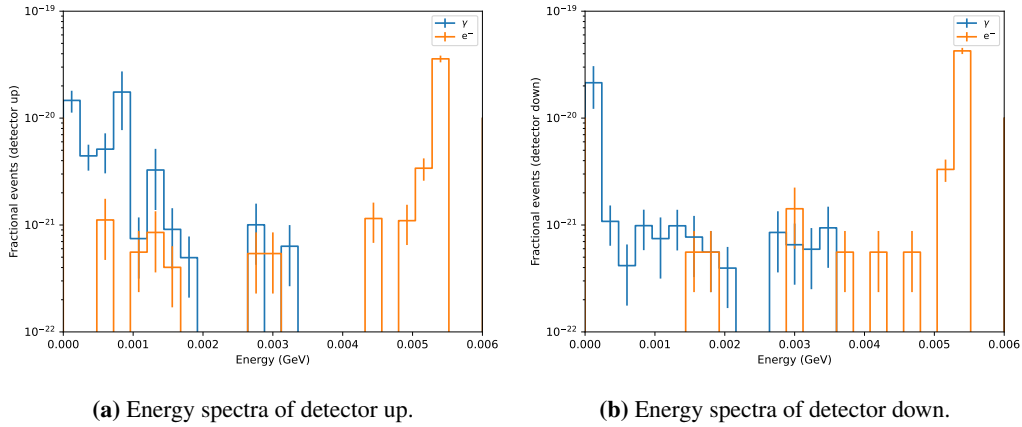 10⁻¹⁹
10⁻²⁰
10⁻²¹
10⁻²²
Fractional events (detector up)
γ
e⁻
0.000 0.001 0.002 0.003 0.004 0.005 0.006
Energy (GeV)
(a) Energy spectra of detector up.
10⁻¹⁹
10⁻²⁰
10⁻²¹
10⁻²²
Fractional events (detector down)
γ
e⁻
0.000 0.001 0.002 0.003 0.004 0.005 0.006
Energy (GeV)
(b) Energy spectra of detector down.